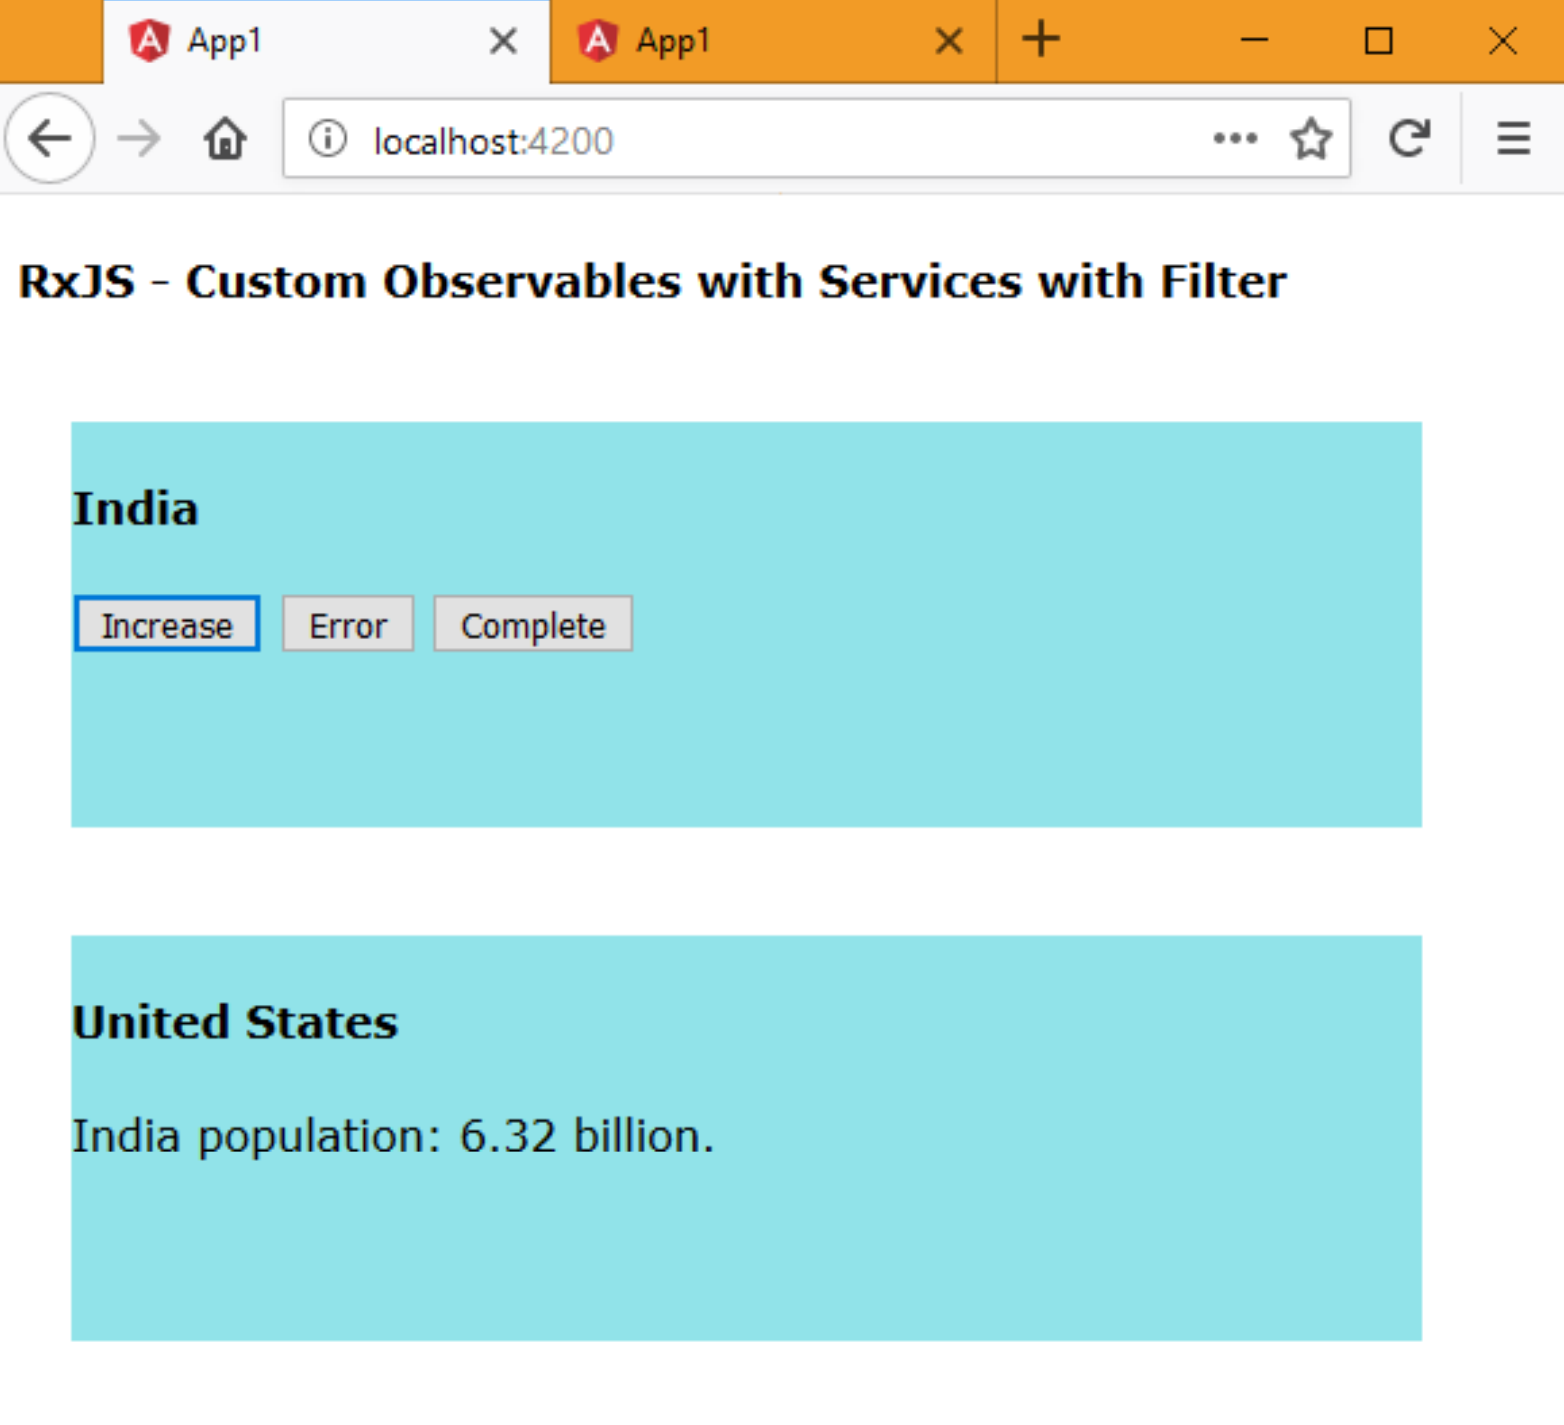 App1 App1
localhost:4200
RxJS - Custom Observables with Services with Filter
India
Increase Error Complete
United States
India population: 6.32 billion.